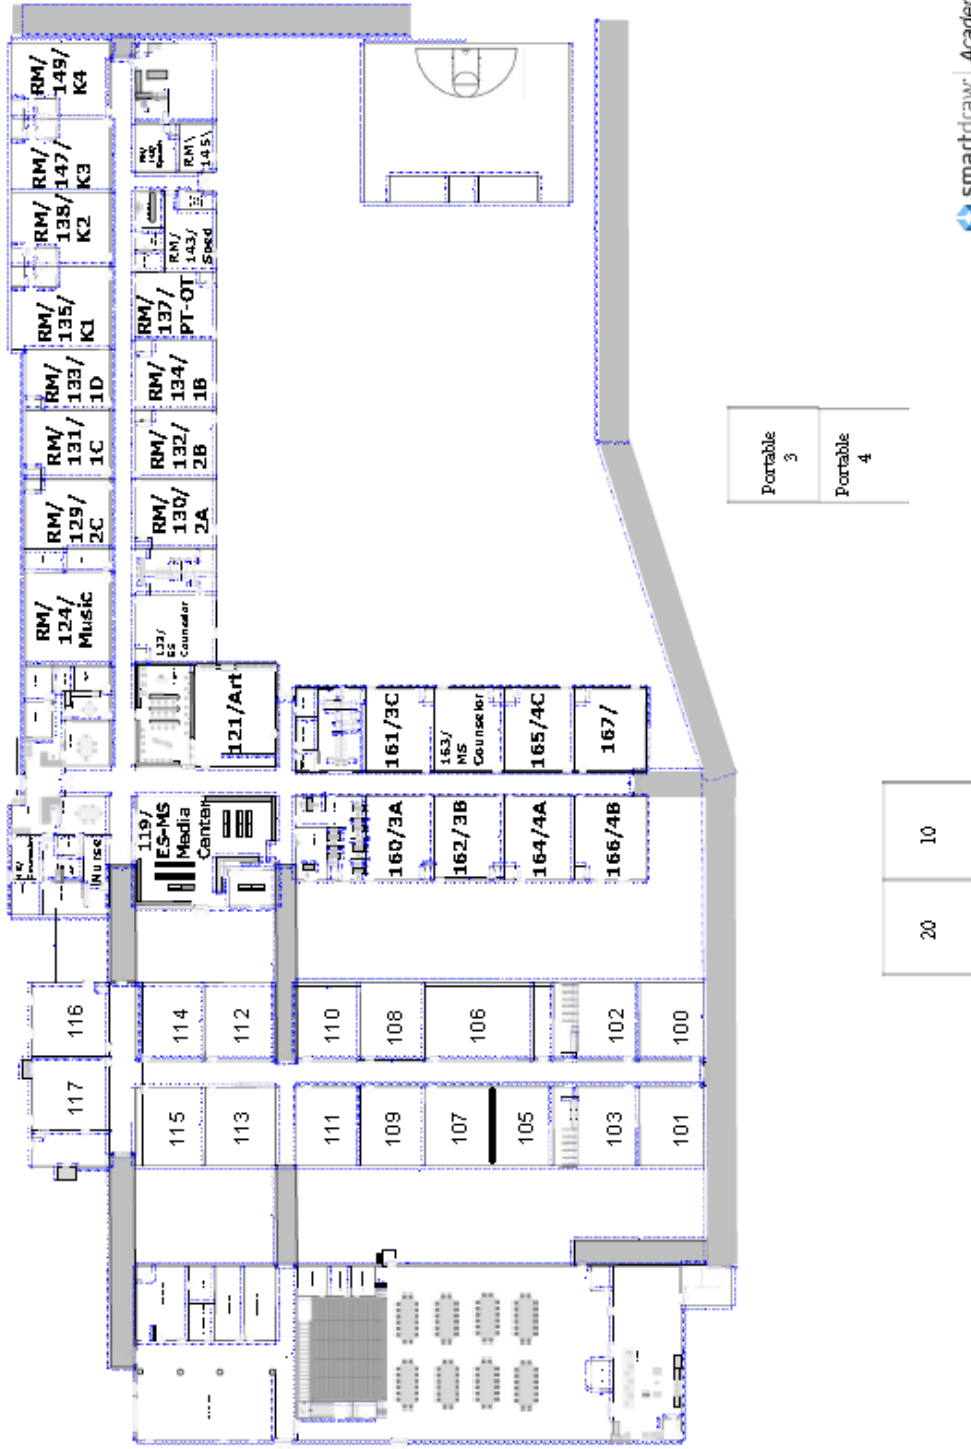 RM/
149/
K4
RM/
147/
K3
RM/
138/
K2
RM/
135/
K1
RM/
133/
1D
RM/
131/
1C
RM/
129/
2C
RM/
124/
Music
RM\
145\
RM/
143/
Sped
RM/
137/
PT-OT
RM/
134/
1B
RM/
132/
2B
RM/
130/
2A
ES
Counselor
121/Art
119/
ES-MS
Media
Center
Nurse
161/3C
163/
MS
Counselor
165/4C
167/
160/3A
162/3B
164/4A
166/4B
116
117
114
112
110
108
106
102
100
115
113
111
109
107
105
103
101
Portable
3
Portable
4
10
20
smartdraw